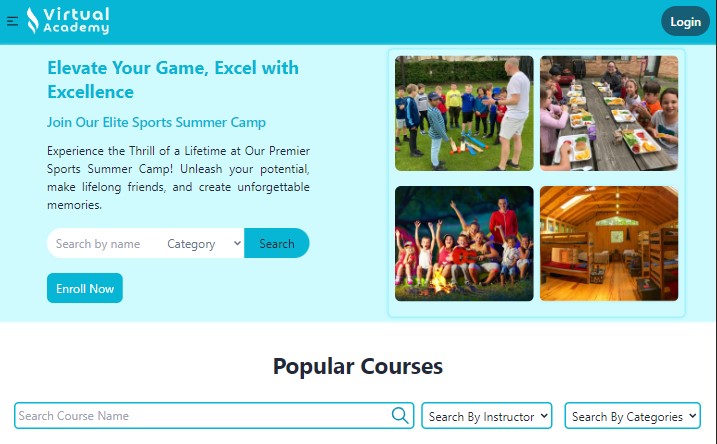 Virtual
Academy
Login
Elevate Your Game, Excel with
Excellence
Join Our Elite Sports Summer Camp
Experience the Thrill of a Lifetime at Our Premier
Sports Summer Camp! Unleash your potential,
make lifelong friends, and create unforgettable
memories.
Search by name
Category
Search
Enroll Now
Popular Courses
Search Course Name
Search By Instructor
Search By Categories